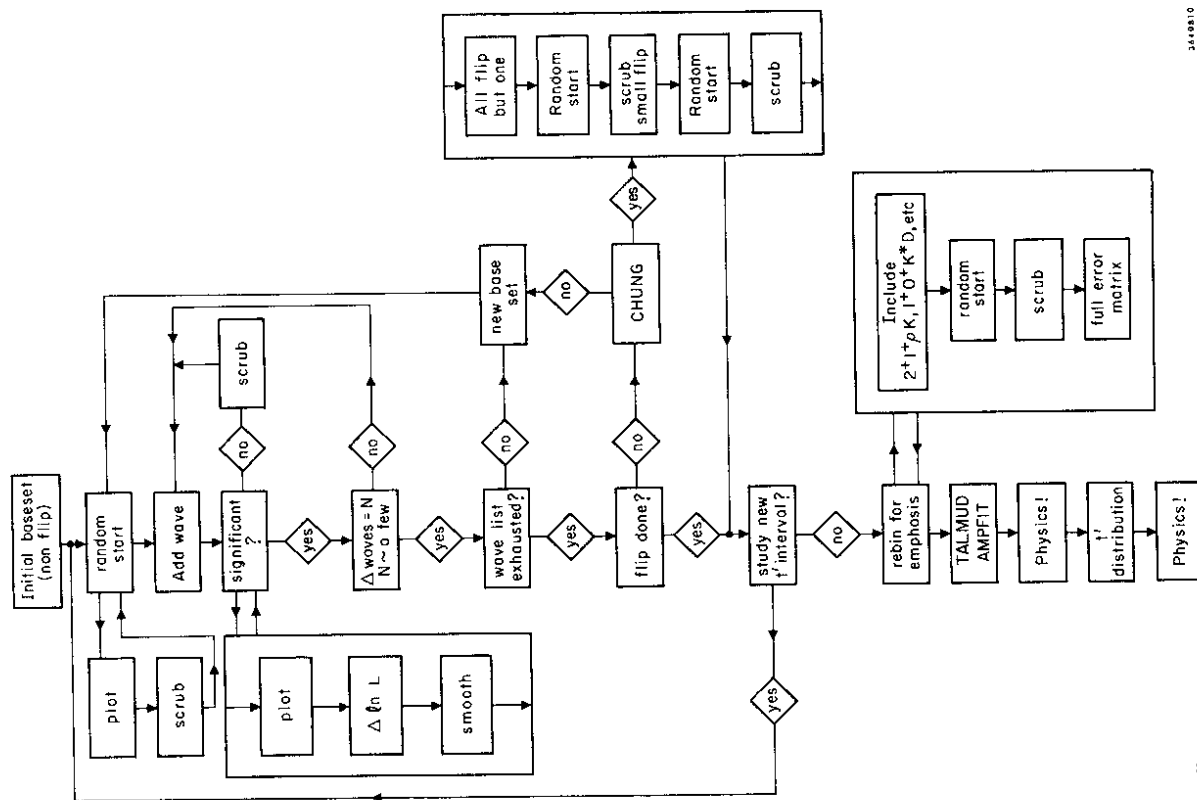 Initial baseset
(non flip)
random
start
plot
scrub
Add wave
significant
?
no
scrub
plot
Δ ℓn L
smooth
yes
Δ waves = N
N ~ a few
no
yes
wave list
exhausted?
no
new base
set
yes
flip done?
no
CHUNG
no
yes
All flip
but one
Random
start
scrub
small flip
Random
start
scrub
yes
study new
t' interval?
yes
no
rebin for
emphosis
Include
2⁺1⁺ρK, 1⁺0⁺K*D, etc
random
start
scrub
full error
matrix
TALMUD
AMPFIT
Physics!
t'
distribution
Physics!
3649810